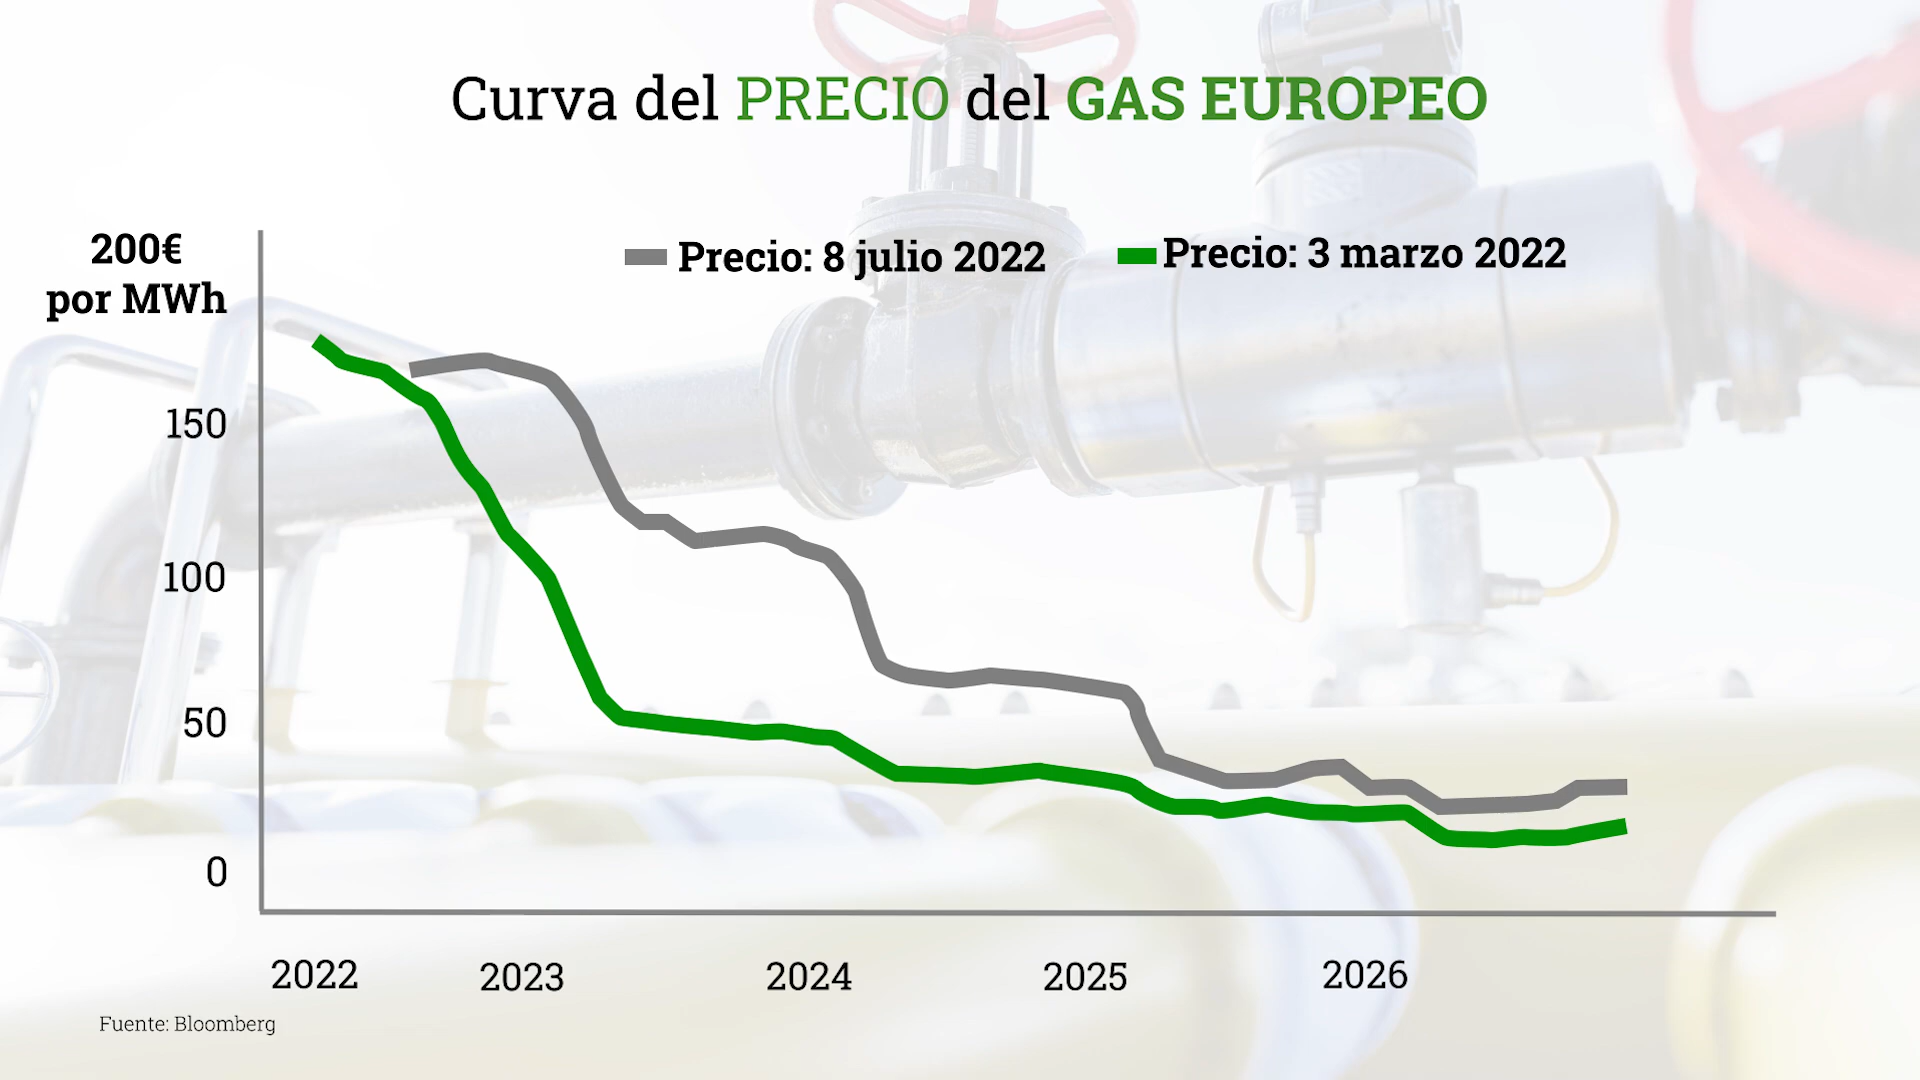 Curva del PRECIO del GAS EUROPEO
200€
por MWh
Precio: 8 julio 2022
Precio: 3 marzo 2022
150
100
50
0
2022
2023
2024
2025
2026
Fuente: Bloomberg